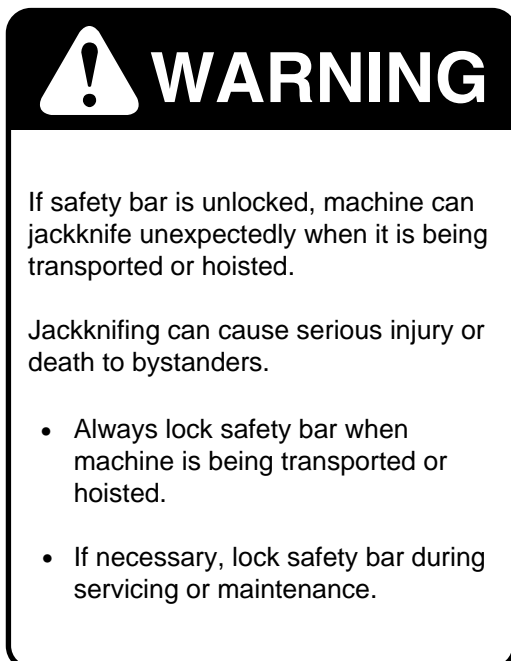 WARNING
If safety bar is unlocked, machine can
jackknife unexpectedly when it is being
transported or hoisted.
Jackknifing can cause serious injury or
death to bystanders.
• Always lock safety bar when
machine is being transported or
hoisted.
• If necessary, lock safety bar during
servicing or maintenance.